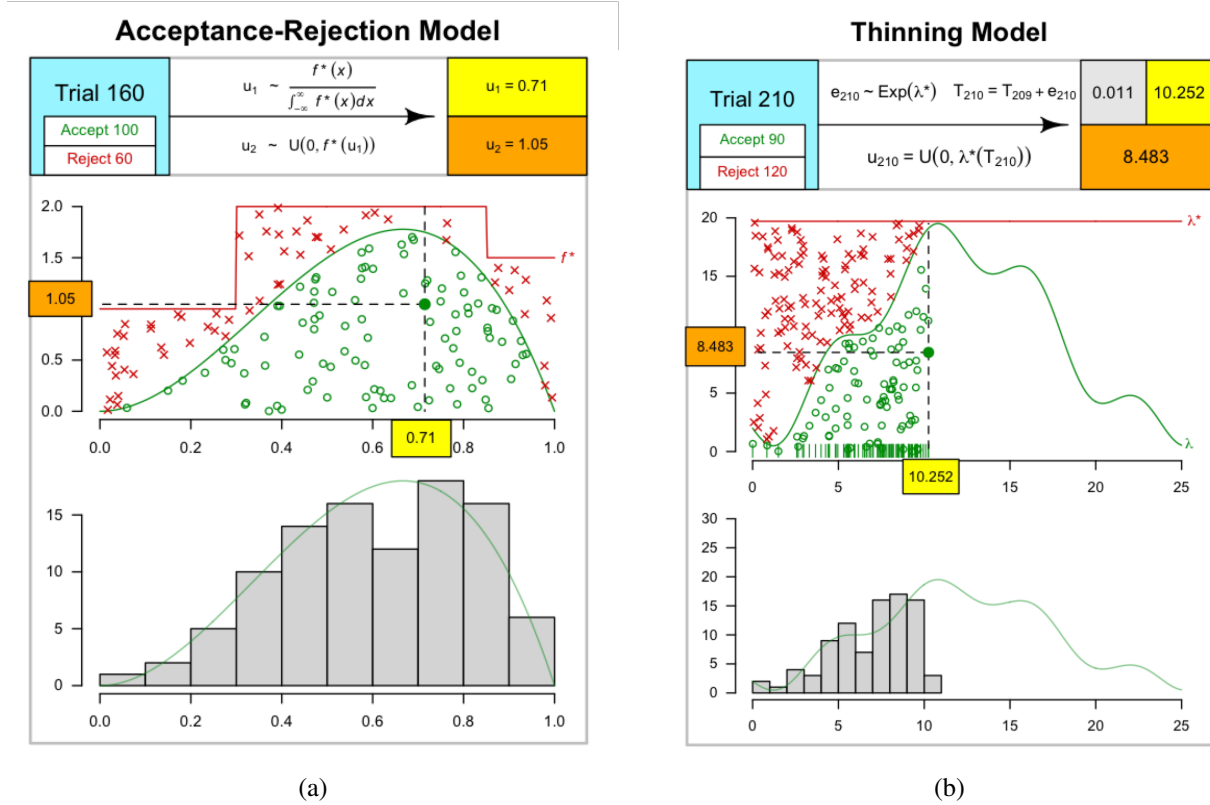 Acceptance-Rejection Model
Trial 160
Accept 100
Reject 60
u₁ ~ f*(x) / ∫₋∞^∞ f*(x)dx
u₂ ~ U(0, f*(u₁))
u₁ = 0.71
u₂ = 1.05
2.0
1.5
1.05
0.5
0.0
f*
0.0 0.2 0.4 0.6 0.8 1.0
0.71
15
10
5
0
0.0 0.2 0.4 0.6 0.8 1.0
(a)
Thinning Model
Trial 210
Accept 90
Reject 120
e₂₁₀ ~ Exp(λ*) T₂₁₀ = T₂₀₉ + e₂₁₀
u₂₁₀ = U(0, λ*(T₂₁₀))
0.011 10.252
8.483
20
15
8.483
5
0
λ*
λ
0 5 15 20 25
10.252
30
25
20
15
10
5
0
0 5 10 15 20 25
(b)